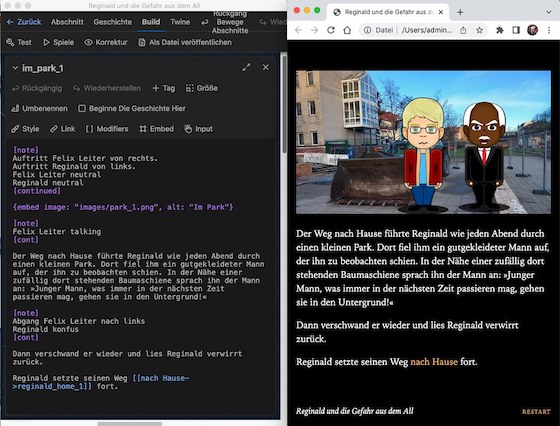 Reginald und die Gefahr aus dem All
← Zurück Abschnitt Geschichte Build Twine Rückgängig Bewege Abschnitte Wiede
Test Spiele Korrektur Als Datei veröffentlichen
im_park_1
Rückgängig Wiederherstellen + Tag Größe
Umbenennen Beginne Die Geschichte Hier
Style Link [] Modifiers Embed Input
[note]
Auftritt Felix Leiter von rechts.
Auftritt Reginald von links.
Felix Leiter neutral
Reginald neutral
[continued]
{embed image: "images/park_1.png", alt: "Im Park"}
[note]
Felix Leiter talking
[cont]
Der Weg nach Hause führte Reginald wie jeden Abend durch
einen kleinen Park. Dort fiel ihm ein gutgekleideter Mann
auf, der ihn zu beobachten schien. In der Nähe einer
zufällig dort stehenden Baumaschiene sprach ihn der Mann
an: »Junger Mann, was immer in der nächsten Zeit
passieren mag, gehen sie in den Untergrund!«
[note]
Abgang Felix Leiter nach links
Reginald konfus
[cont]
Dann verschwand er wieder und lies Reginald verwirrt
zurück.
Reginald setzte seinen Weg [[nach Hause-
>reginald_home_1]] fort.
Reginald und die Gefahr aus dem
Datei /Users/admin...
Der Weg nach Hause führte Reginald wie jeden Abend durch
einen kleinen Park. Dort fiel ihm ein gutgekleideter Mann auf,
der ihn zu beobachten schien. In der Nähe einer zufällig dort
stehenden Baumaschiene sprach ihn der Mann an: »Junger
Mann, was immer in der nächsten Zeit passieren mag, gehen
sie in den Untergrund!«
Dann verschwand er wieder und lies Reginald verwirrt
zurück.
Reginald setzte seinen Weg nach Hause fort.
Reginald und die Gefahr aus dem All
RESTART